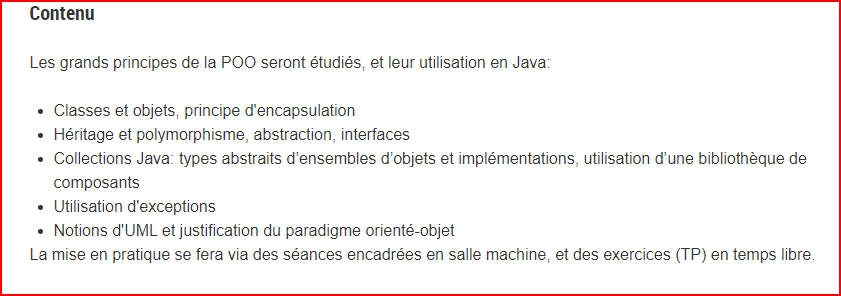 Contenu
Les grands principes de la POO seront étudiés, et leur utilisation en Java:
• Classes et objets, principe d'encapsulation
• Héritage et polymorphisme, abstraction, interfaces
• Collections Java: types abstraits d’ensembles d’objets et implémentations, utilisation d’une bibliothèque de
composants
• Utilisation d'exceptions
• Notions d'UML et justification du paradigme orienté-objet
La mise en pratique se fera via des séances encadrées en salle machine, et des exercices (TP) en temps libre.